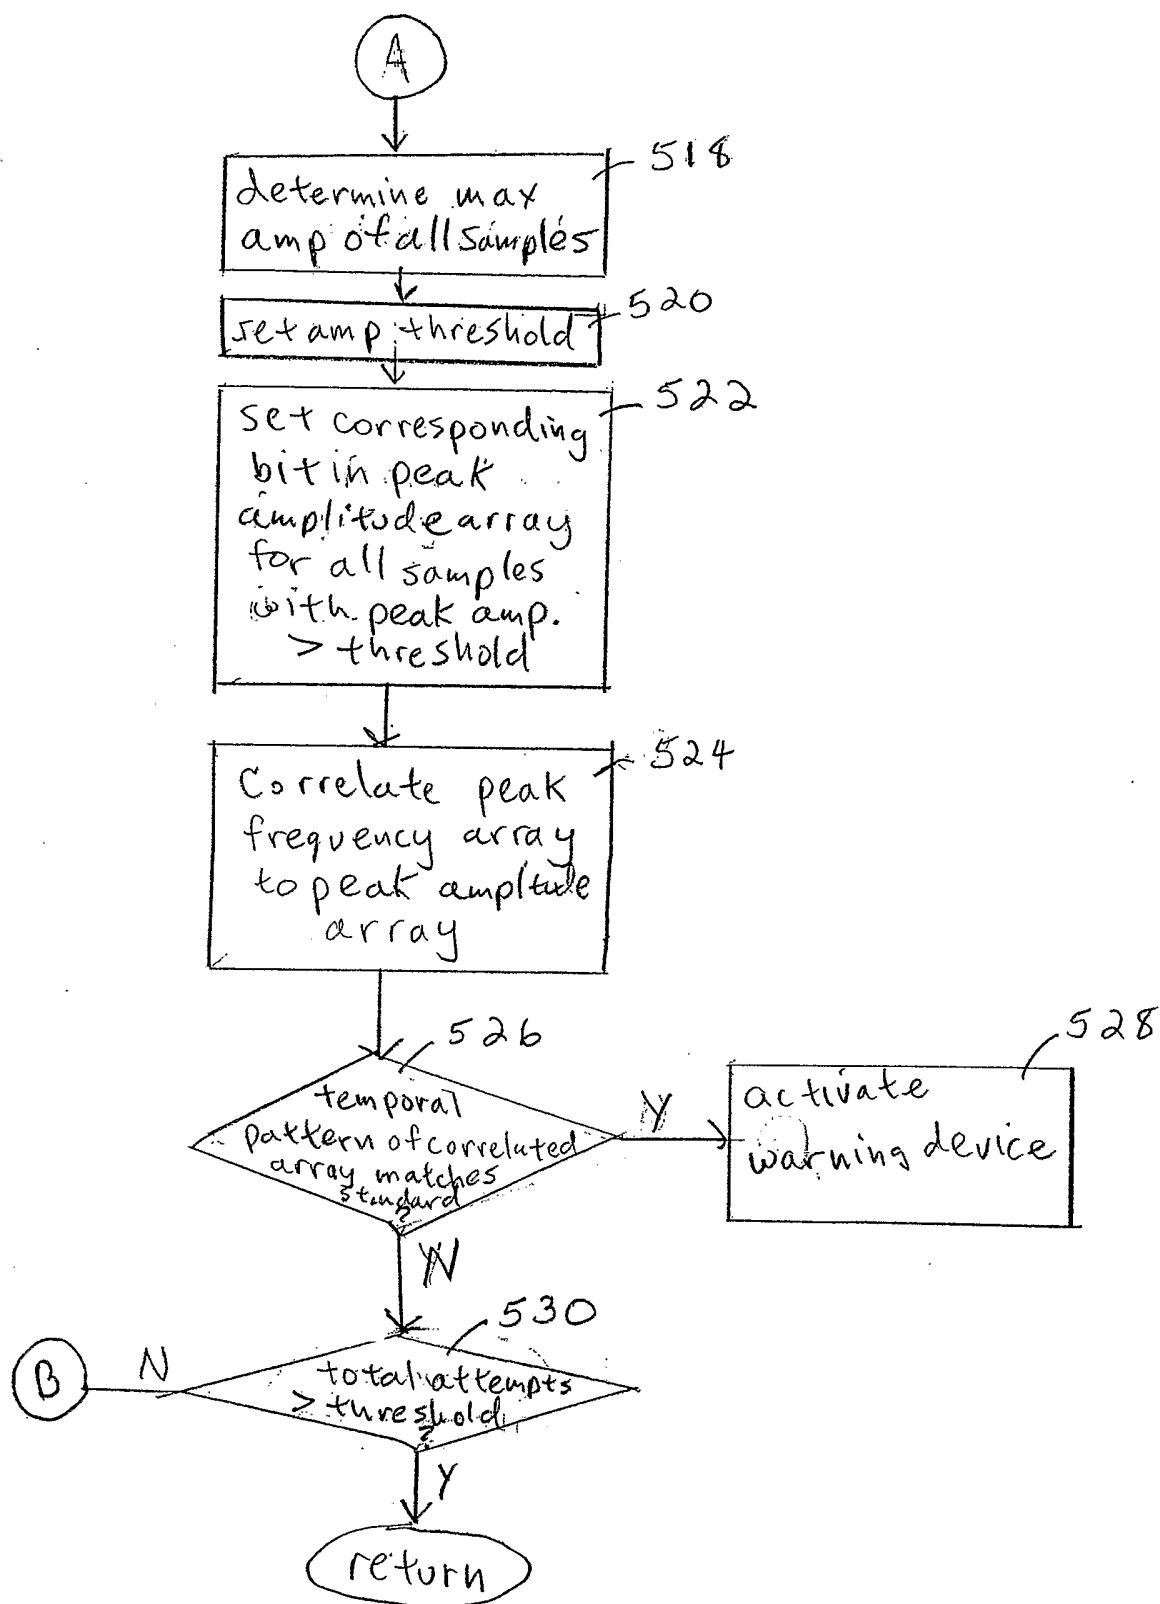 A
518
determine max
amp of all samples
520
set amp threshold
522
set corresponding
bit in peak
amplitude array
for all samples
with peak amp.
> threshold
524
Correlate peak
frequency array
to peak ampltude
array
526
temporal
pattern of correlated
array matches
standard
?
Y
528
activate
warning device
N
530
total attempts
> threshold
?
N
B
Y
return